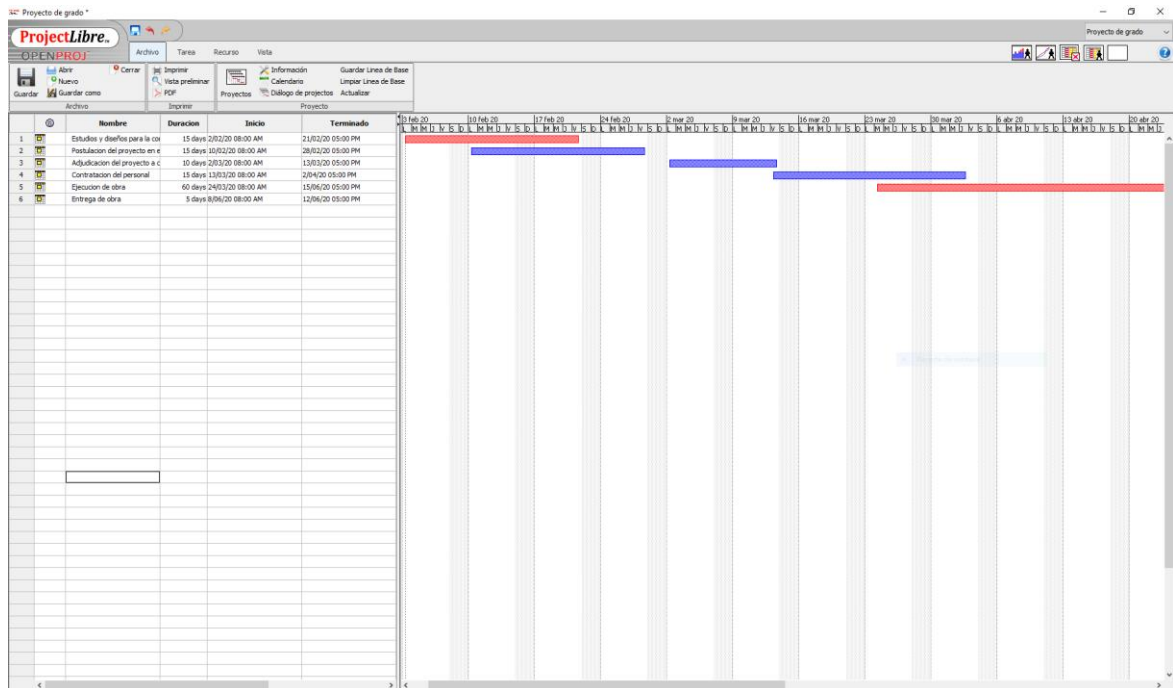 Proyecto de grado *
ProjectLibre
OPENPROJ
Proyecto de grado
Archivo Tarea Recurso Vista
Guardar
Abrir
Nuevo
Guardar como
Cerrar
Archivo
Imprimir
Vista preliminar
PDF
Imprimir
Proyectos
Información
Calendario
Diálogo de projectos
Guardar Linea de Base
Limpiar Linea de Base
Actualizar
Proyecto
Nombre Duracion Inicio Terminado
3 feb 20 10 feb 20 17 feb 20 24 feb 20 2 mar 20 9 mar 20 16 mar 20 23 mar 20 30 mar 20 6 abr 20 13 abr 20 20 abr 20
1 Estudios y diseños para la 15 days 2/02/20 08:00 AM 21/02/20 05:00 PM
2 Postulacion del proyecto en e 15 days 10/02/20 08:00 AM 28/02/20 05:00 PM
3 Adjudicacion del proyecto a c 10 days 2/03/20 08:00 AM 13/03/20 05:00 PM
4 Contratacion del personal 15 days 13/03/20 08:00 AM 2/04/20 05:00 PM
5 Ejecucion de obra 60 days 24/03/20 08:00 AM 15/06/20 05:00 PM
6 Entrega de obra 5 days 8/06/20 08:00 AM 12/06/20 05:00 PM